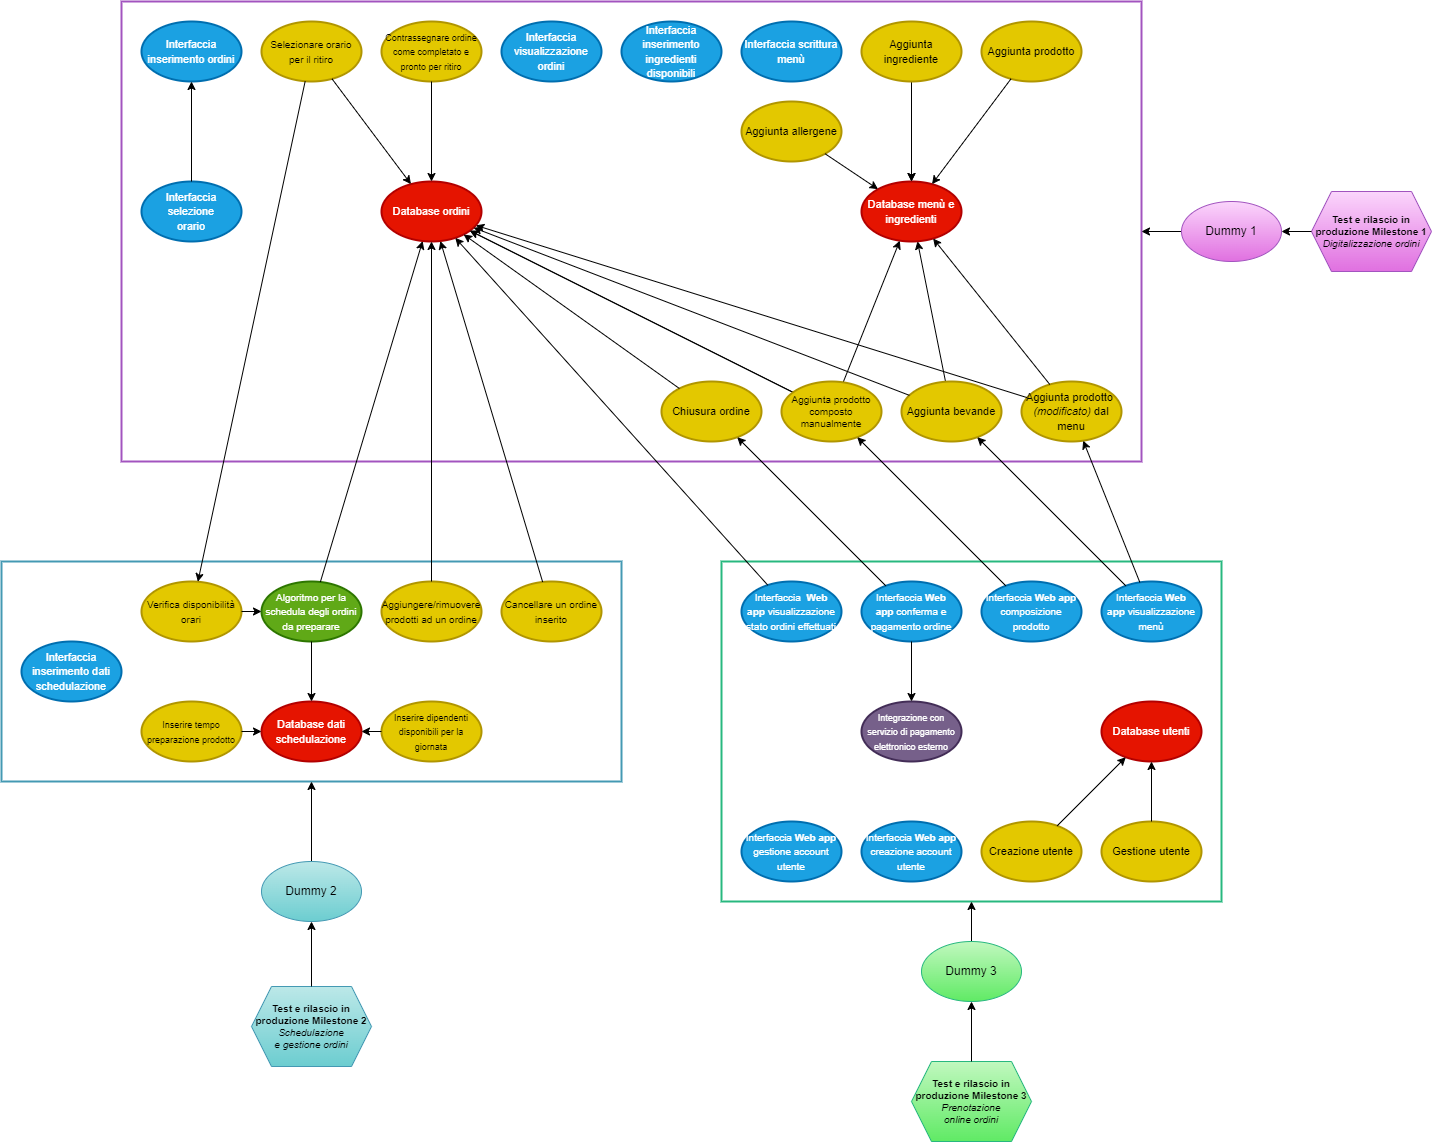 Interfaccia
inserimento ordini
Selezionare orario
per il ritiro
Contrassegnare ordine
come completato e
pronto per ritiro
Interfaccia
visualizzazione
ordini
Interfaccia
inserimento
ingredienti
disponibili
Interfaccia scrittura
menù
Aggiunta
ingrediente
Aggiunta prodotto
Aggiunta allergene
Interfaccia
selezione
orario
Database ordini
Database menù e
ingredienti
Dummy 1
Test e rilascio in
produzione Milestone 1
Digitalizzazione ordini
Chiusura ordine
Aggiunta prodotto
composto
manualmente
Aggiunta bevande
Aggiunta prodotto
(modificato) dal
menu
Verifica disponibilità
orari
Algoritmo per la
schedula degli ordini
da preparare
Aggiungere/rimuovere
prodotti ad un ordine
Cancellare un ordine
inserito
Interfaccia
inserimento dati
schedulazione
Inserire tempo
preparazione prodotto
Database dati
schedulazione
Inserire dipendenti
disponibili per la
giornata
Interfaccia Web
app visualizzazione
stato ordini effettuati
Interfaccia Web
app conferma e
pagamento ordine
Interfaccia Web app
composizione
prodotto
Interfaccia Web
app visualizzazione
menù
Integrazione con
servizio di pagamento
elettronico esterno
Database utenti
Interfaccia Web app
gestione account
utente
Interfaccia Web app
creazione account
utente
Creazione utente
Gestione utente
Dummy 2
Test e rilascio in
produzione Milestone 2
Schedulazione
e gestione ordini
Dummy 3
Test e rilascio in
produzione Milestone 3
Prenotazione
online ordini